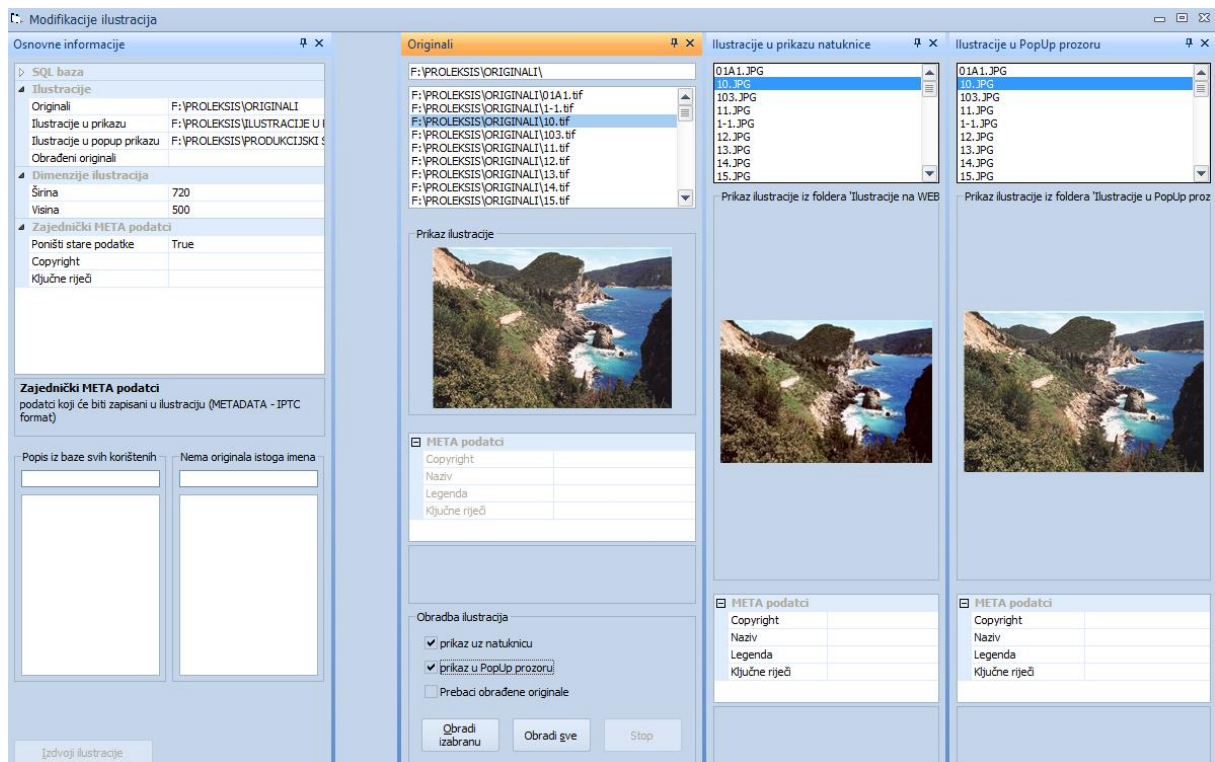 Modifikacije ilustracija
Osnovne informacije
SQL baza
Ilustracije
Originali F:\PROLEKSIS\ORIGINALI
Ilustracije u prikazu F:\PROLEKSIS\ILUSTRACIJE U
Ilustracije u popup prikazu F:\PROLEKSIS\PRODUKCIJSKI
Obrađeni originali
Dimenzije ilustracija
Širina 720
Visina 500
Zajednički META podatci
Poništi stare podatke True
Copyright
Ključne riječi
Zajednički META podatci
podatci koji će biti zapisani u ilustraciju (METADATA - IPTC
format)
Popis iz baze svih korištenih
Nema originala istoga imena
Izdvoji ilustracije
Originali
F:\PROLEKSIS\ORIGINALI\
F:\PROLEKSIS\ORIGINALI\01A1.tif
F:\PROLEKSIS\ORIGINALI\1-1.tif
F:\PROLEKSIS\ORIGINALI\10.tif
F:\PROLEKSIS\ORIGINALI\103.tif
F:\PROLEKSIS\ORIGINALI\11.tif
F:\PROLEKSIS\ORIGINALI\12.tif
F:\PROLEKSIS\ORIGINALI\13.tif
F:\PROLEKSIS\ORIGINALI\14.tif
F:\PROLEKSIS\ORIGINALI\15.tif
Prikaz ilustracije
META podatci
Copyright
Naziv
Legenda
Ključne riječi
Obradba ilustracija
prikaz uz natuknicu
prikaz u PopUp prozoru
Prebaci obrađene originale
Obradi
izabranu
Obradi sve
Stop
Ilustracije u prikazu natuknice
01A1.JPG
10.JPG
103.JPG
11.JPG
1-1.JPG
12.JPG
13.JPG
14.JPG
15.JPG
Prikaz ilustracije iz foldera 'Ilustracije na WEB
META podatci
Copyright
Naziv
Legenda
Ključne riječi
Ilustracije u PopUp prozoru
01A1.JPG
10.JPG
103.JPG
11.JPG
1-1.JPG
12.JPG
13.JPG
14.JPG
15.JPG
Prikaz ilustracije iz foldera 'Ilustracije u PopUp proz
META podatci
Copyright
Naziv
Legenda
Ključne riječi